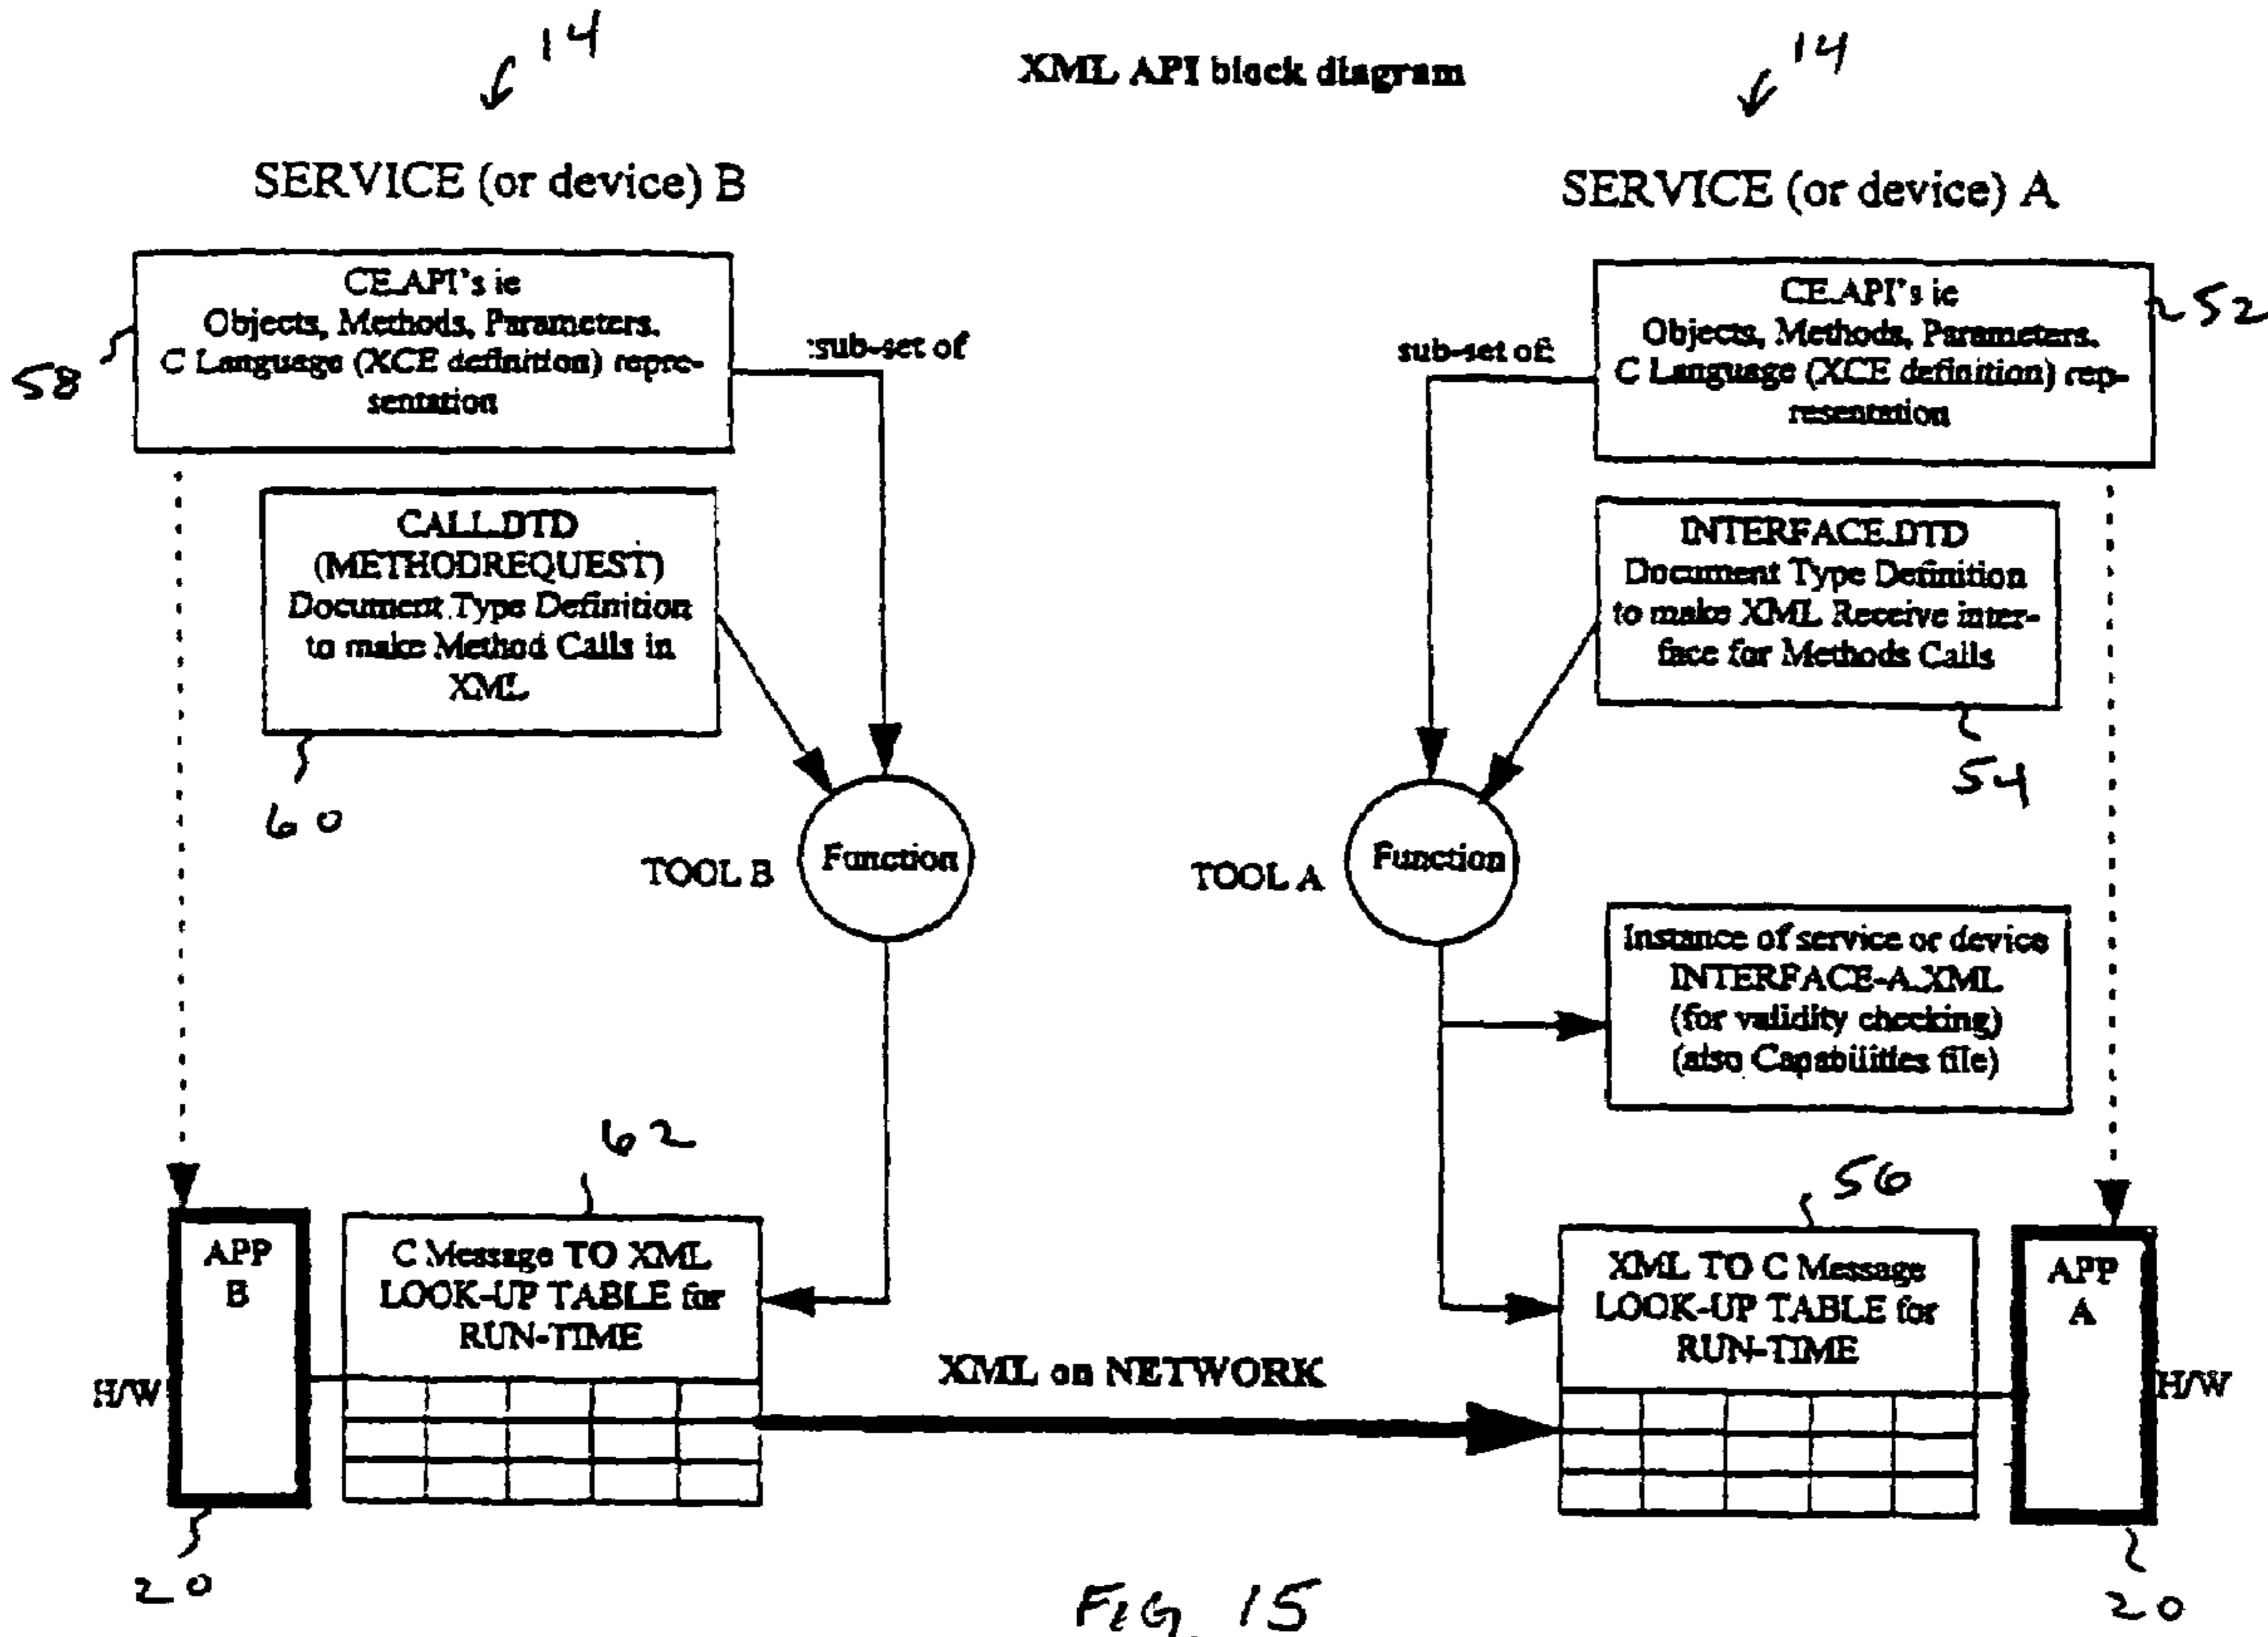 14
XML API block diagram
14
SERVICE (or device) B
SERVICE (or device) A
CE.API's ie
Objects, Methods, Parameters.
C Language (XCE definition) repre-
sentation
58
:sub-set of
CE.API's ie
Objects, Methods, Parameters.
C Language (XCE definition) rep-
resentation
52
sub-set of:
CALL.DTD
(METHODREQUEST)
Document Type Definition
to make Method Calls in
XML
60
INTERFACE.DTD
Document Type Definition
to make XML Receive inter-
face for Methods Calls
54
TOOL B
Function
TOOL A
Function
Instance of service or device
INTERFACE-A.XML
(for validity checking)
(also Capabilities file)
62
56
APP
B
C Message TO XML
LOOK-UP TABLE for
RUN-TIME
XML TO C Message
LOOK-UP TABLE for
RUN-TIME
APP
A
H/W
XML on NETWORK
H/W
20
20
FIG. 15